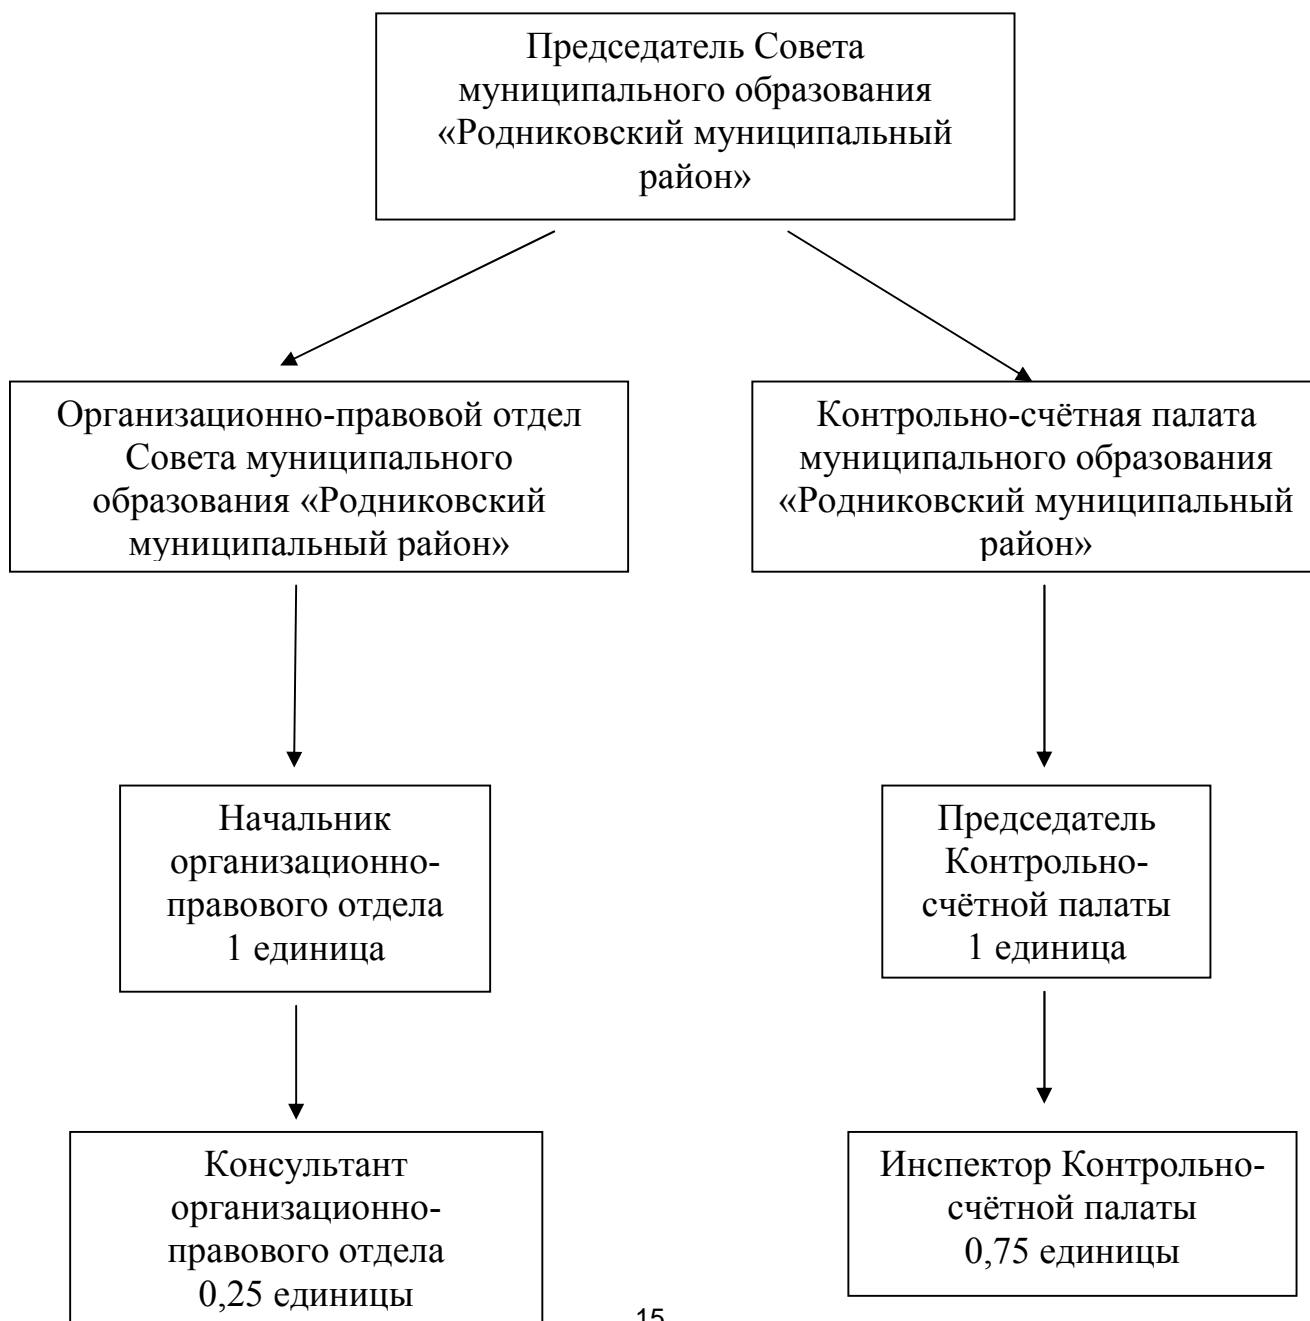 Председатель Совета
муниципального образования
«Родниковский муниципальный
район»
Организационно-правовой отдел
Совета муниципального
образования «Родниковский
муниципальный район»
Контрольно-счётная палата
муниципального образования
«Родниковский муниципальный
район»
Начальник
организационно-
правового отдела
1 единица
Председатель
Контрольно-
счётной палаты
1 единица
Консультант
организационно-
правового отдела
0,25 единицы
Инспектор Контрольно-
счётной палаты
0,75 единицы
15